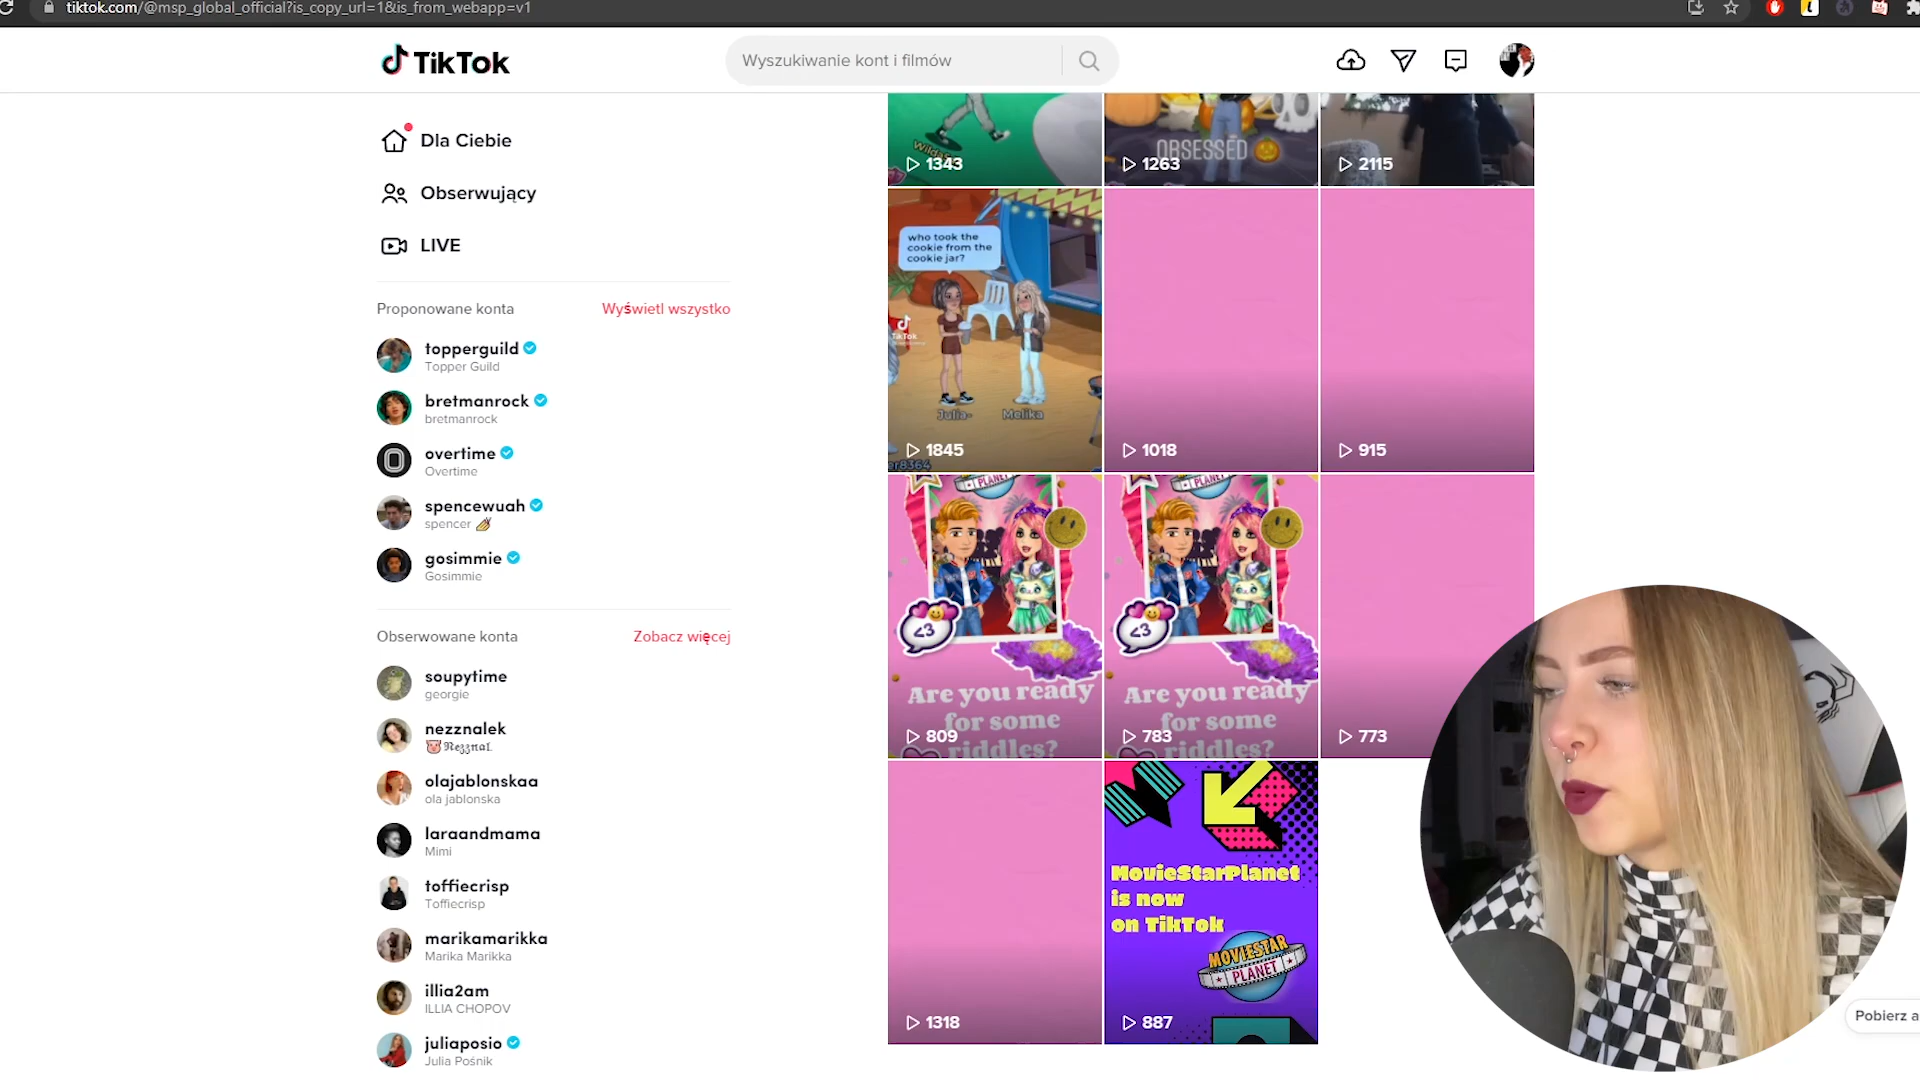 tiktok.com/@msp_global_official?is_copy_url=1&is_from_webapp=v1
TikTok
Wyszukiwanie kont i filmów
Dla Ciebie
Obserwujący
LIVE
Proponowane konta
Wyświetl wszystko
topperguild
Topper Guild
bretmanrock
bretmanrock
overtime
Overtime
spencewuah
spencer
gosimmie
Gosimmie
Obserwowane konta
Zobacz więcej
soupytime
georgie
nezznalek
𝕹𝖊𝖟𝖟𝖓𝖆𝕷
olajablonskaa
ola jablonska
laraandmama
Mimi
toffiecrisp
Toffiecrisp
marikamarikka
Marika Marikka
illia2am
ILLIA CHOPOV
juliaposio
Julia Pośnik
1343
OBSESSED
1263
2115
who took the
cookie from the
cookie jar?
TikTok
Julia-
Melika
1845
1018
915
PLANET
<3
Are you ready
for some
riddles?
809
PLANET
<3
Are you ready
for some
riddles?
783
773
1318
MovieStarPlanet
is now
on TikTok
MOVIESTAR
PLANET
887
Pobierz a